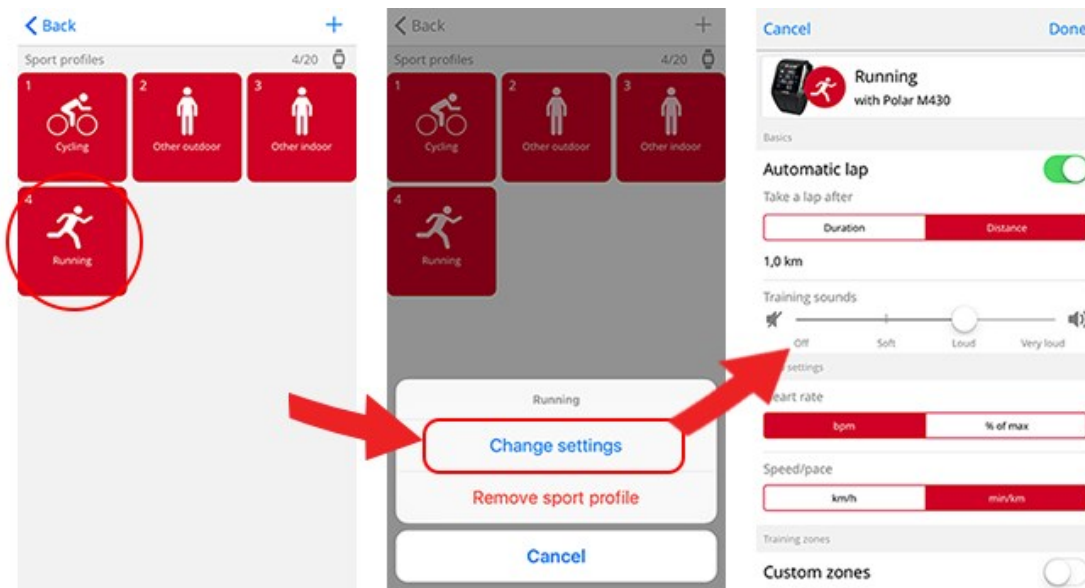 Back
+
Sport profiles 4/20
1
Cycling
2
Other outdoor
3
Other indoor
4
Running
Back
+
Sport profiles 4/20
1
Cycling
2
Other outdoor
3
Other indoor
4
Running
Running
Change settings
Remove sport profile
Cancel
Cancel Done
Running
with Polar M430
Basics
Automatic lap
Take a lap after
Duration Distance
1,0 km
Training sounds
Off Soft Loud Very loud
settings
eart rate
bpm % of max
Speed/pace
km/h min/km
Training zones
Custom zones